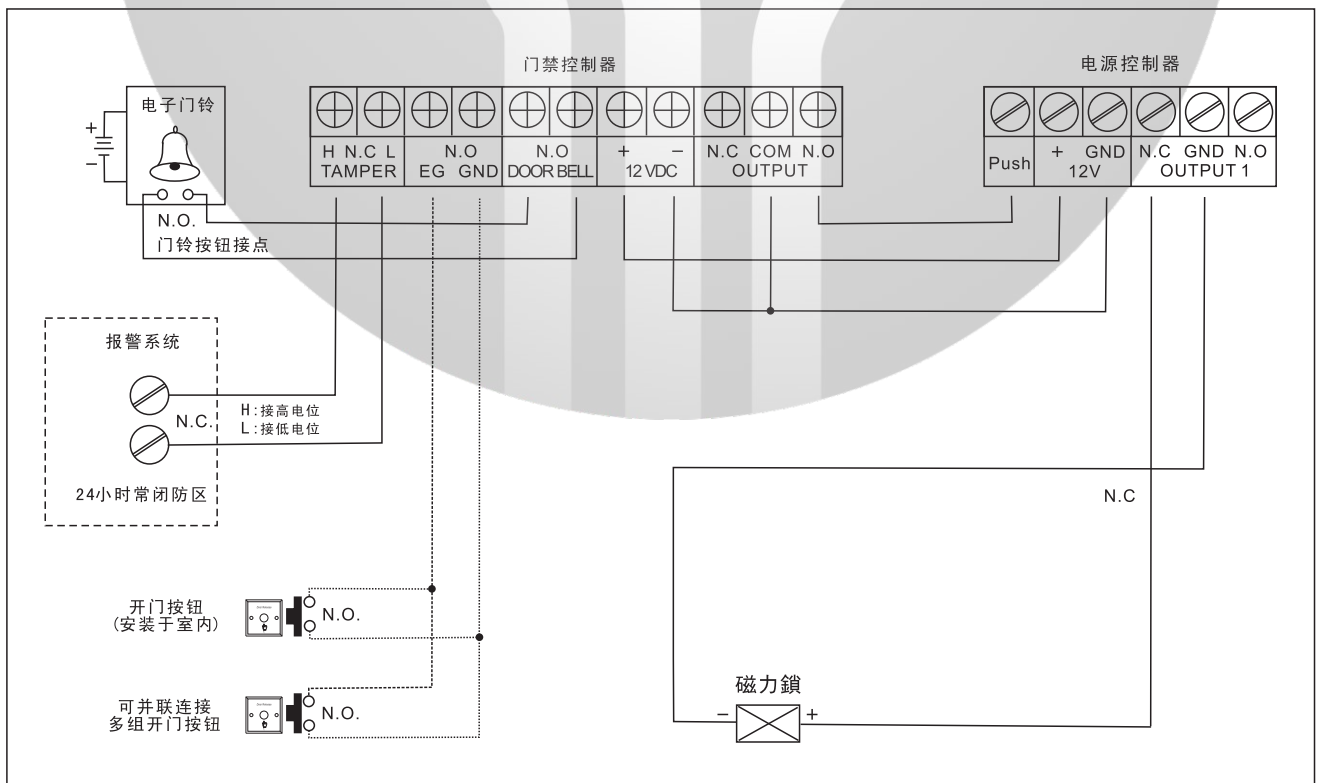 门禁控制器
电源控制器
电子门铃
+
−
H N.C L
TAMPER
N.O
EG GND
N.O
DOOR BELL
+ −
12 VDC
N.C COM N.O
OUTPUT
Push
+ GND
12V
N.C GND N.O
OUTPUT 1
N.O.
门铃按钮接点
报警系统
N.C.
H:接高电位
L:接低电位
24小时常闭防区
N.C
开门按钮
(安装于室内)
N.O.
可并联连接
多组开门按钮
N.O.
磁力鎖
− +